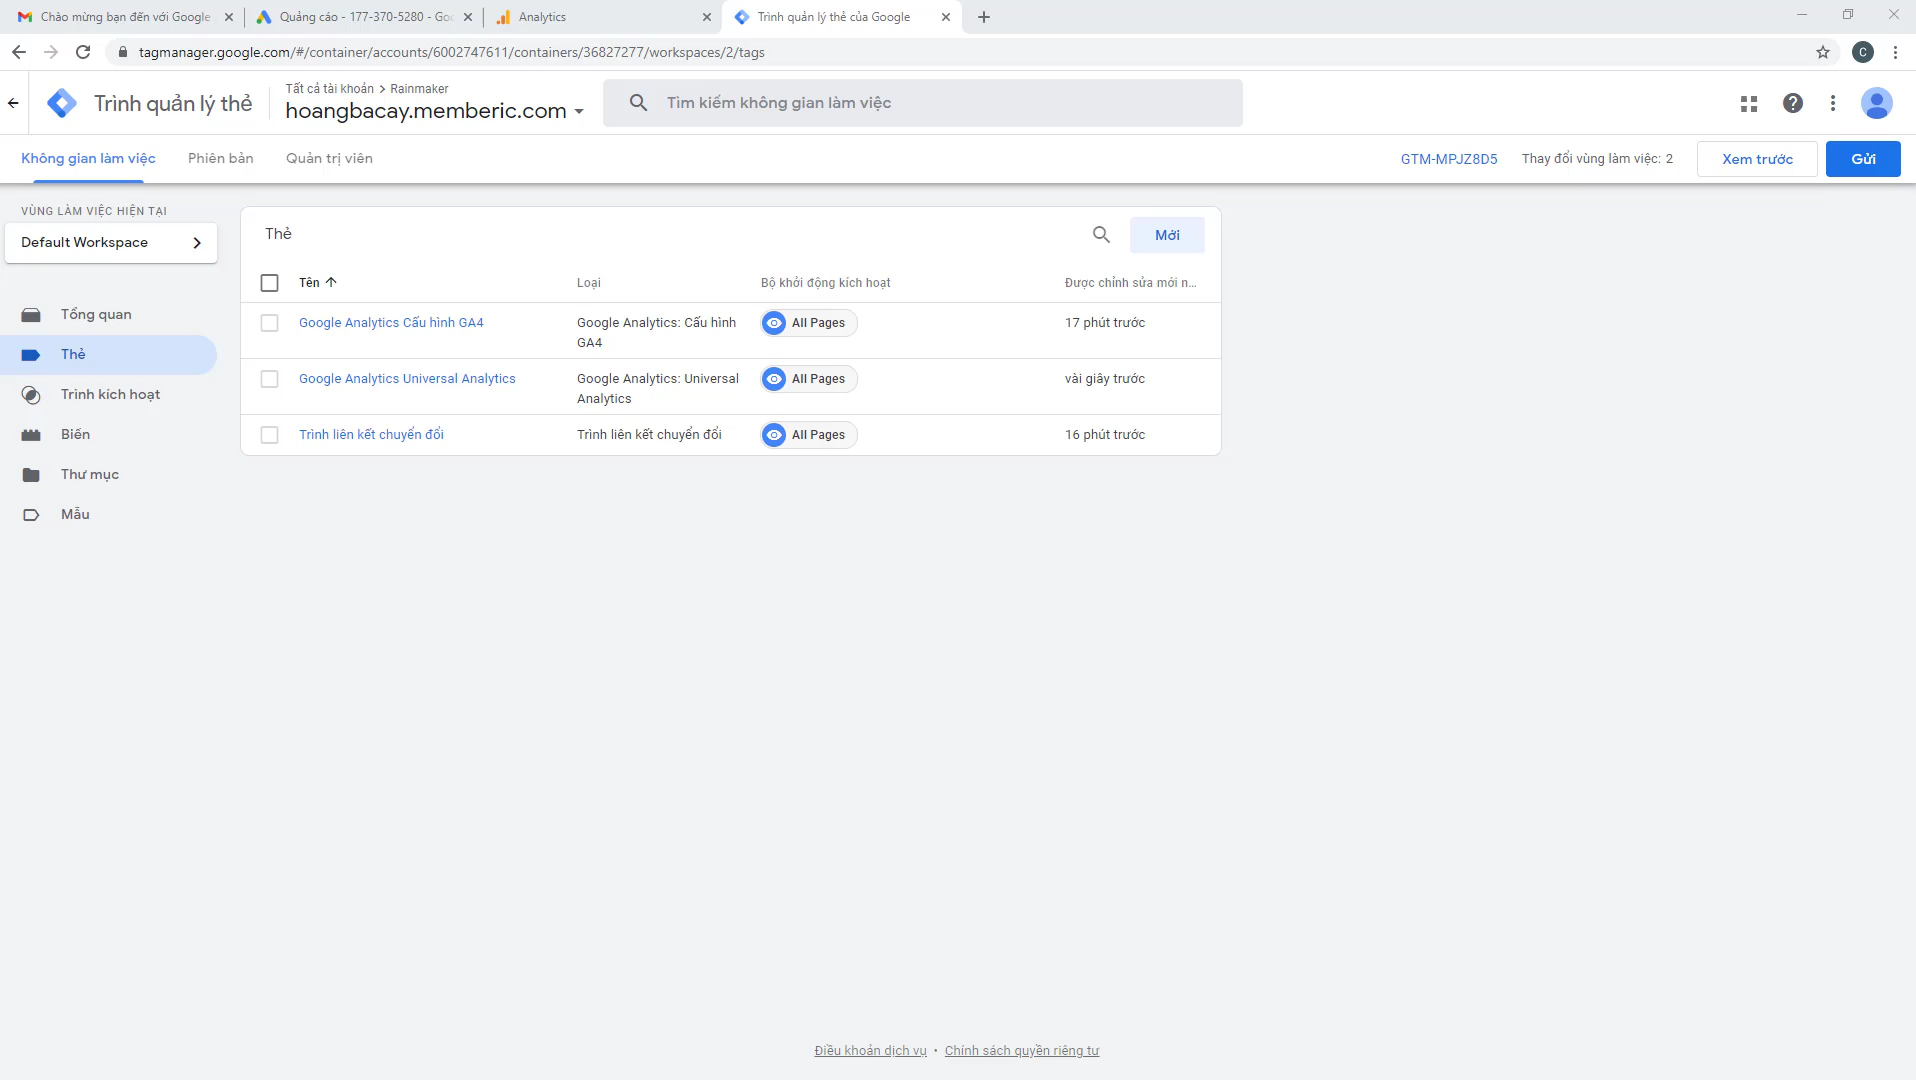 Chào mừng bạn đến với Google
Quảng cáo - 177-370-5280 - Goo
Analytics
Trình quản lý thẻ của Google
tagmanager.google.com/#/container/accounts/6002747611/containers/36827277/workspaces/2/tags
C
Trình quản lý thẻ
Tất cả tài khoản > Rainmaker
hoangbacay.memberic.com
Tìm kiếm không gian làm việc
Không gian làm việc
Phiên bản
Quản trị viên
GTM-MPJZ8D5
Thay đổi vùng làm việc: 2
Xem trước
Gửi
VÙNG LÀM VIỆC HIỆN TẠI
Default Workspace
Tổng quan
Thẻ
Trình kích hoạt
Biến
Thư mục
Mẫu
Thẻ
Mới
Tên
Loại
Bộ khởi động kích hoạt
Được chỉnh sửa mới n...
Google Analytics Cấu hình GA4
Google Analytics: Cấu hình
GA4
All Pages
17 phút trước
Google Analytics Universal Analytics
Google Analytics: Universal
Analytics
All Pages
vài giây trước
Trình liên kết chuyển đổi
Trình liên kết chuyển đổi
All Pages
16 phút trước
Điều khoản dịch vụ • Chính sách quyền riêng tư